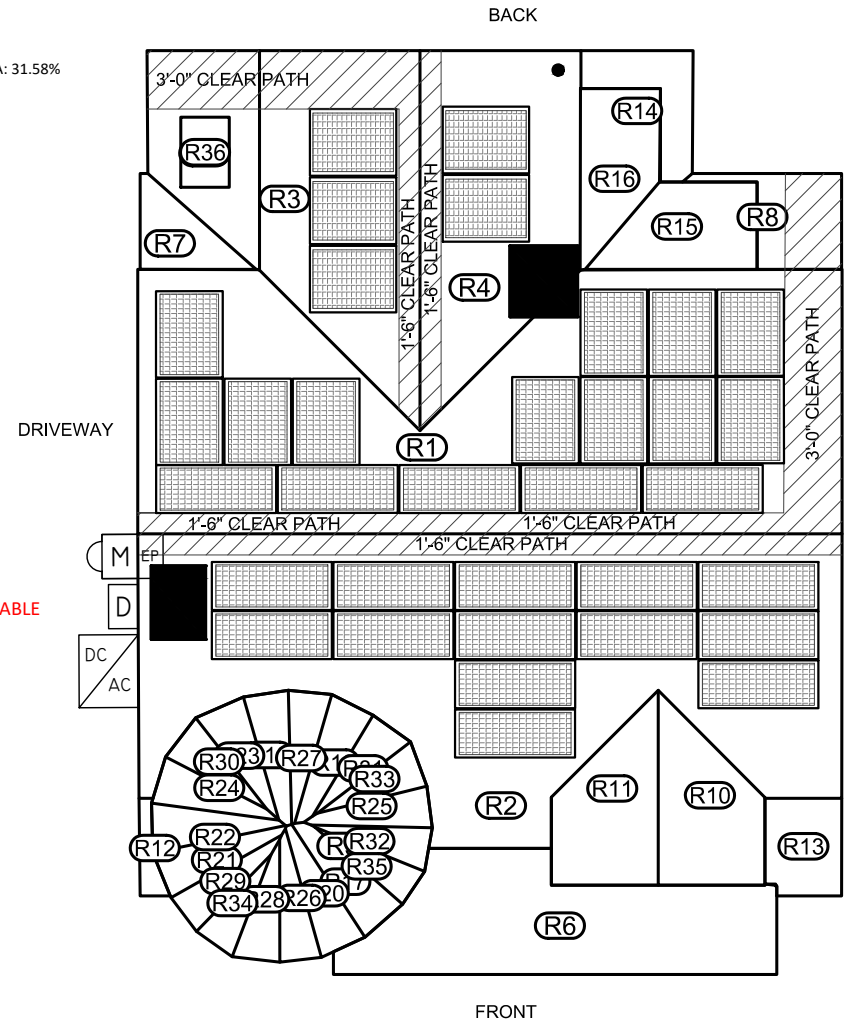 BACK
A: 31.58%
3'-0" CLEAR PATH
R14
R36
R16
R3
R8
R15
R7
1'-6" CLEAR PATH
1'-6" CLEAR PATH
R4
3'-0" CLEAR PATH
DRIVEWAY
R1
1'-6" CLEAR PATH
1'-6" CLEAR PATH
1'-6" CLEAR PATH
M
EP
D
ABLE
DC
AC
R30
R27
R33
R24
R25
R2
R11
R10
R22
R32
R12
R13
R21
R35
R29
R34
R6
FRONT